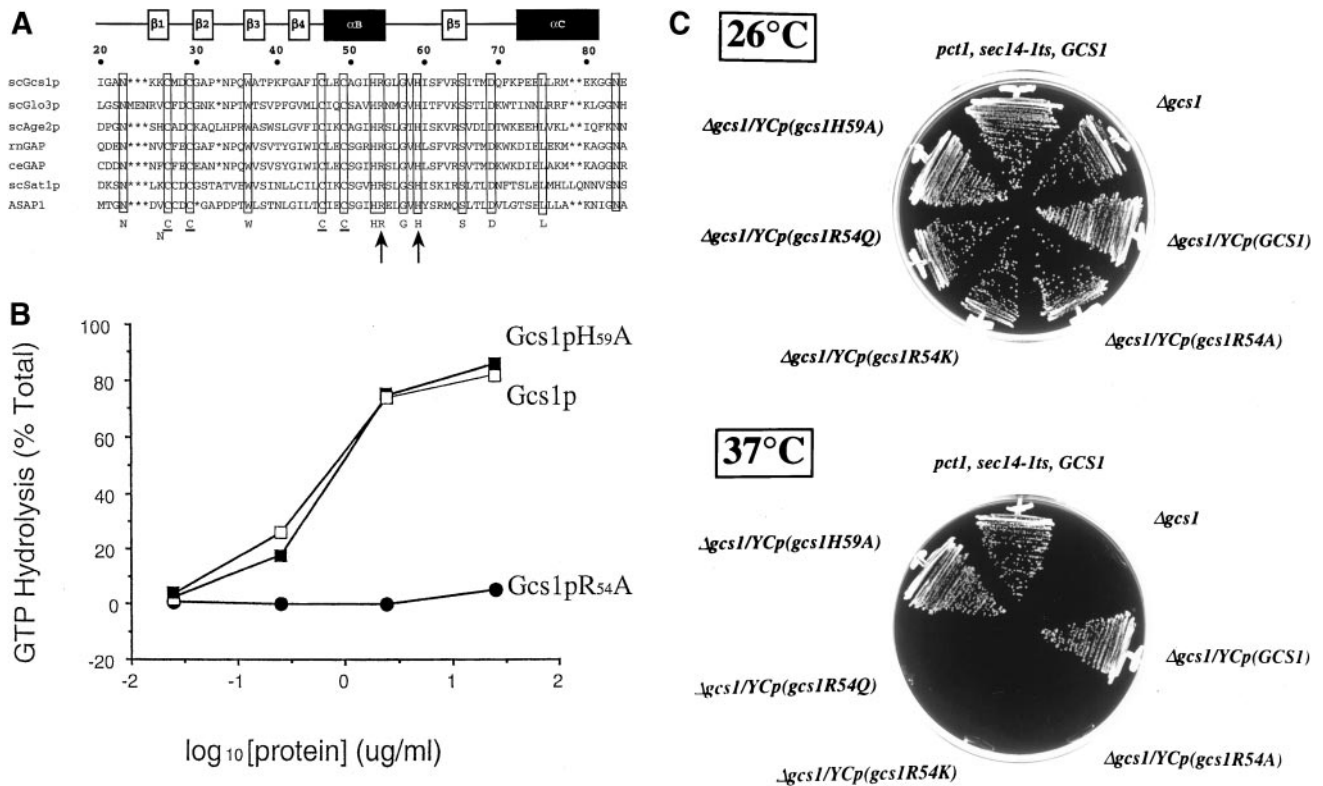 A
β1 β2 β3 β4 αB β5 αC
20 30 40 50 60 70 80
scGcs1p IGAN***KKCMDCGAP*NPQWATPKFGAFICLECAGIHRGLGVHISFVRSITMDQFKPEELLRM**EKGGNE
scGlo3p LGSNMENRVCFDCGNK*NPTWTSVPFGVMLCIQCSAVHRNMGVHITFVKSSTLDKWTINNLRRF**KLGGNH
scAge2p DPGN***SHCADCKAQLHPRWASWSLGVFICIKCAGIHRSLGTHISKVKSVDLDTWKEEHLVKL**IQFKNN
rnGAP QDEN***NVCFECGAF*NPQWVSVTYGIWICLECSGRHRGLGVHLSFVRSVTMDKWKDIELEKM**KAGGNA
ceGAP CDDN***NFCFECEAN*NPQWVSVSYGIWICLECSGIHRSLGVHLSFVRSVTMDKWKDIELAKM**KAGGNR
scSat1p DKSN***LKCCDCGSTATVEWVSINLLCILCIKCSGVHRSLGSHISKIRSLTLDNFTSLELMHLLQNNVSNS
ASAP1 MTGN***DVCCDC*GAPDPTWLSTNLGILTCIECSGIHRELGVHYSRMQSLTLDVLGTSELLLA**KNIGNA
N C C W C C HR G H S D L
N
B
GTP Hydrolysis (% Total)
100
80
60
40
20
0
-20
-2 -1 0 1 2
log10[protein] (ug/ml)
Gcs1pH59A
Gcs1p
Gcs1pR54A
C
26°C
pct1, sec14-1ts, GCS1
Δgcs1
Δgcs1/YCp(gcs1H59A)
Δgcs1/YCp(gcs1R54Q)
Δgcs1/YCp(GCS1)
Δgcs1/YCp(gcs1R54K)
Δgcs1/YCp(gcs1R54A)
37°C
pct1, sec14-1ts, GCS1
Δgcs1
Δgcs1/YCp(gcs1H59A)
Δgcs1/YCp(GCS1)
Δgcs1/YCp(gcs1R54Q)
Δgcs1/YCp(gcs1R54A)
Δgcs1/YCp(gcs1R54K)